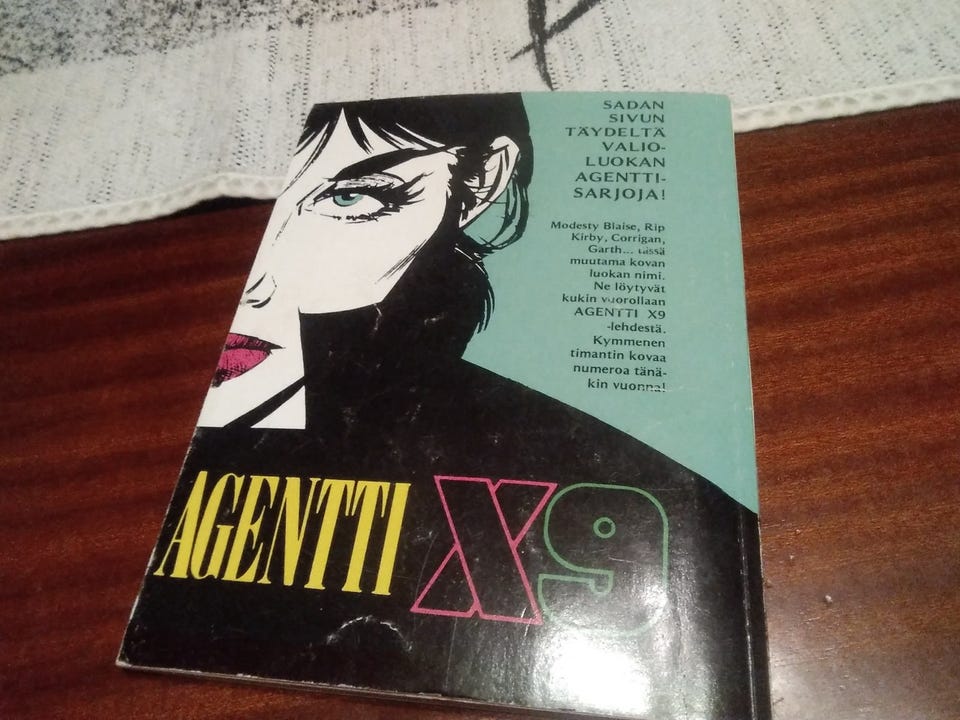 SADAN
SIVUN
TÄYDELTÄ
VALIO-
LUOKAN
AGENTTI-
SARJOJA!
Modesty Blaise, Rip
Kirby, Corrigan,
Garth... tässä
muutama kovan
luokan nimi.
Ne löytyvät
kukin vuorollaan
AGENTTI X9
-lehdestä.
Kymmenen
timantin kovaa
numeroa tänä-
kin vuonna!
AGENTTI X9